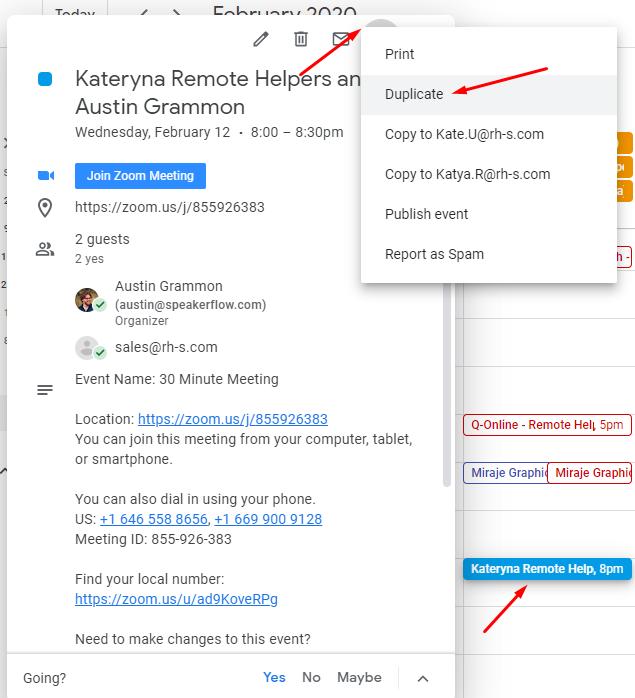 Today
February 2020
Print
Duplicate
Copy to Kate.U@rh-s.com
Copy to Katya.R@rh-s.com
Publish event
Report as Spam
Kateryna Remote Helpers an
Austin Grammon
Wednesday, February 12 • 8:00 – 8:30pm
Join Zoom Meeting
https://zoom.us/j/855926383
2 guests
2 yes
Austin Grammon
(austin@speakerflow.com)
Organizer
sales@rh-s.com
Event Name: 30 Minute Meeting
Location: https://zoom.us/j/855926383
You can join this meeting from your computer, tablet,
or smartphone.
You can also dial in using your phone.
US: +1 646 558 8656, +1 669 900 9128
Meeting ID: 855-926-383
Find your local number:
https://zoom.us/u/ad9KoveRPg
Need to make changes to this event?
Going?
Yes No Maybe
Q-Online - Remote Help, 5pm
Miraje Graphic
Miraje Graphic
Kateryna Remote Help, 8pm